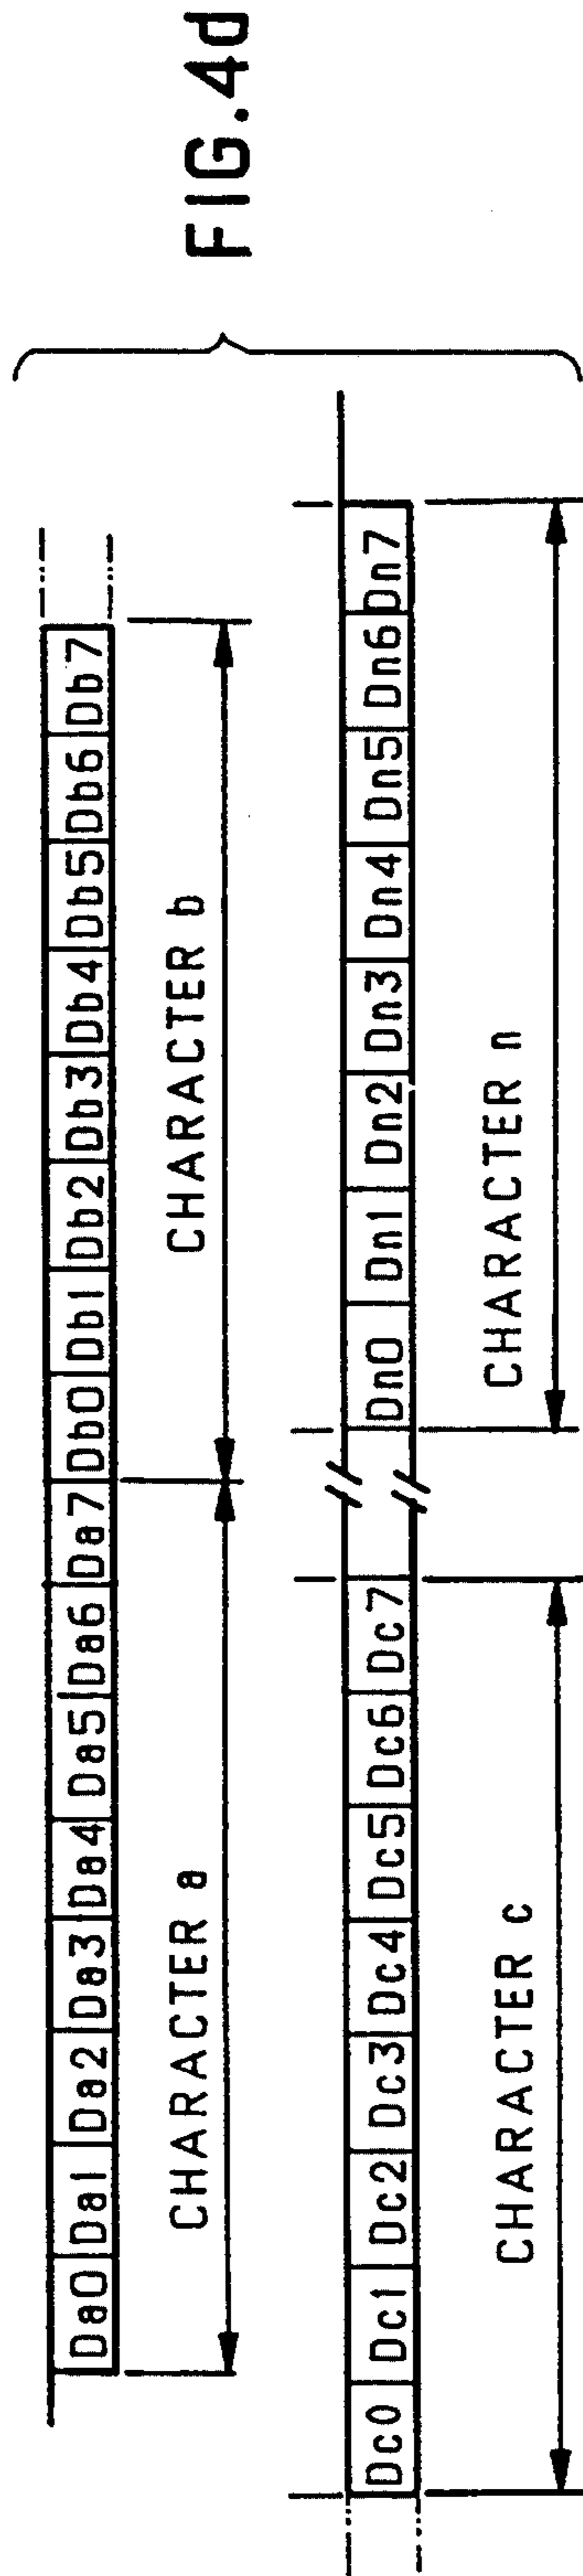 FIG.4d
Da0 Da1 Da2 Da3 Da4 Da5 Da6 Da7 Db0 Db1 Db2 Db3 Db4 Db5 Db6 Db7
CHARACTER a CHARACTER b
Dc0 Dc1 Dc2 Dc3 Dc4 Dc5 Dc6 Dc7 Dn0 Dn1 Dn2 Dn3 Dn4 Dn5 Dn6 Dn7
CHARACTER c CHARACTER n